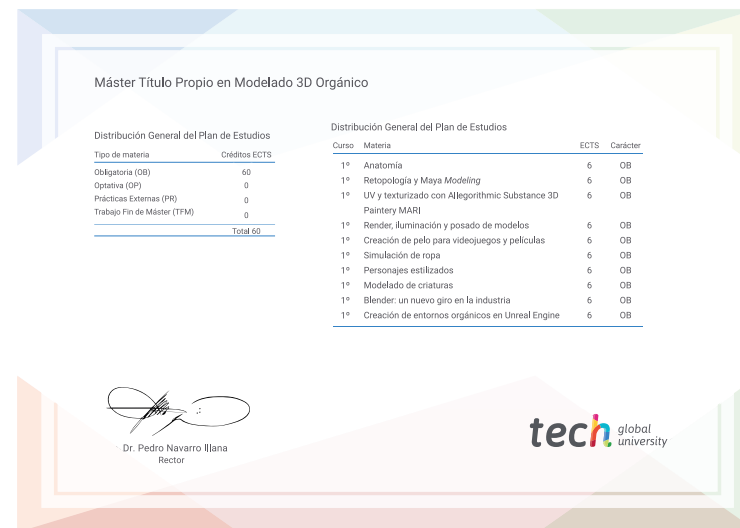 Máster Título Propio en Modelado 3D Orgánico
Distribución General del Plan de Estudios
Tipo de materia Créditos ECTS
Obligatoria (OB) 60
Optativa (OP) 0
Prácticas Externas (PR) 0
Trabajo Fin de Máster (TFM) 0
Total 60
Distribución General del Plan de Estudios
Curso Materia ECTS Carácter
1º Anatomía 6 OB
1º Retopología y Maya Modeling 6 OB
1º UV y texturizado con Allegorithmic Substance 3D 6 OB
Paintery MARI
1º Render, iluminación y posado de modelos 6 OB
1º Creación de pelo para videojuegos y películas 6 OB
1º Simulación de ropa 6 OB
1º Personajes estilizados 6 OB
1º Modelado de criaturas 6 OB
1º Blender: un nuevo giro en la industria 6 OB
1º Creación de entornos orgánicos en Unreal Engine 6 OB
Dr. Pedro Navarro Illana
Rector
tech global
university